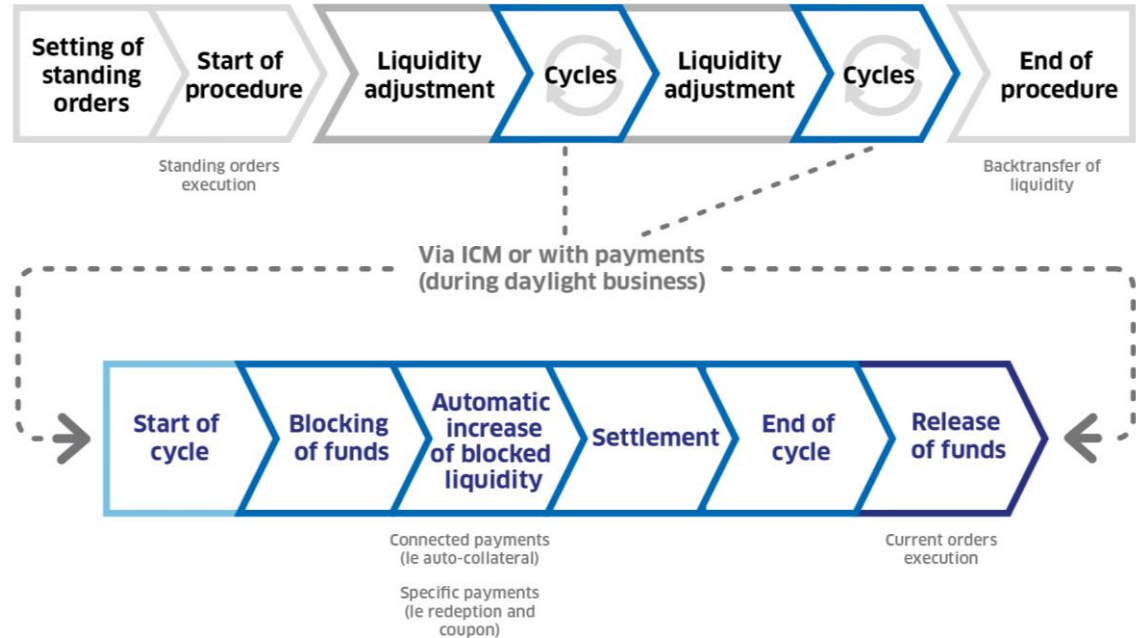 Setting of
standing
orders
Start of
procedure
Liquidity
adjustment
Cycles
Liquidity
adjustment
Cycles
End of
procedure
Standing orders
execution
Backtransfer of
liquidity
Via ICM or with payments
(during daylight business)
Start of
cycle
Blocking
of funds
Automatic
increase
of blocked
liquidity
Settlement
End of
cycle
Release
of funds
Connected payments
(le auto-collateral)
Specific payments
(le redeption and
coupon)
Current orders
execution